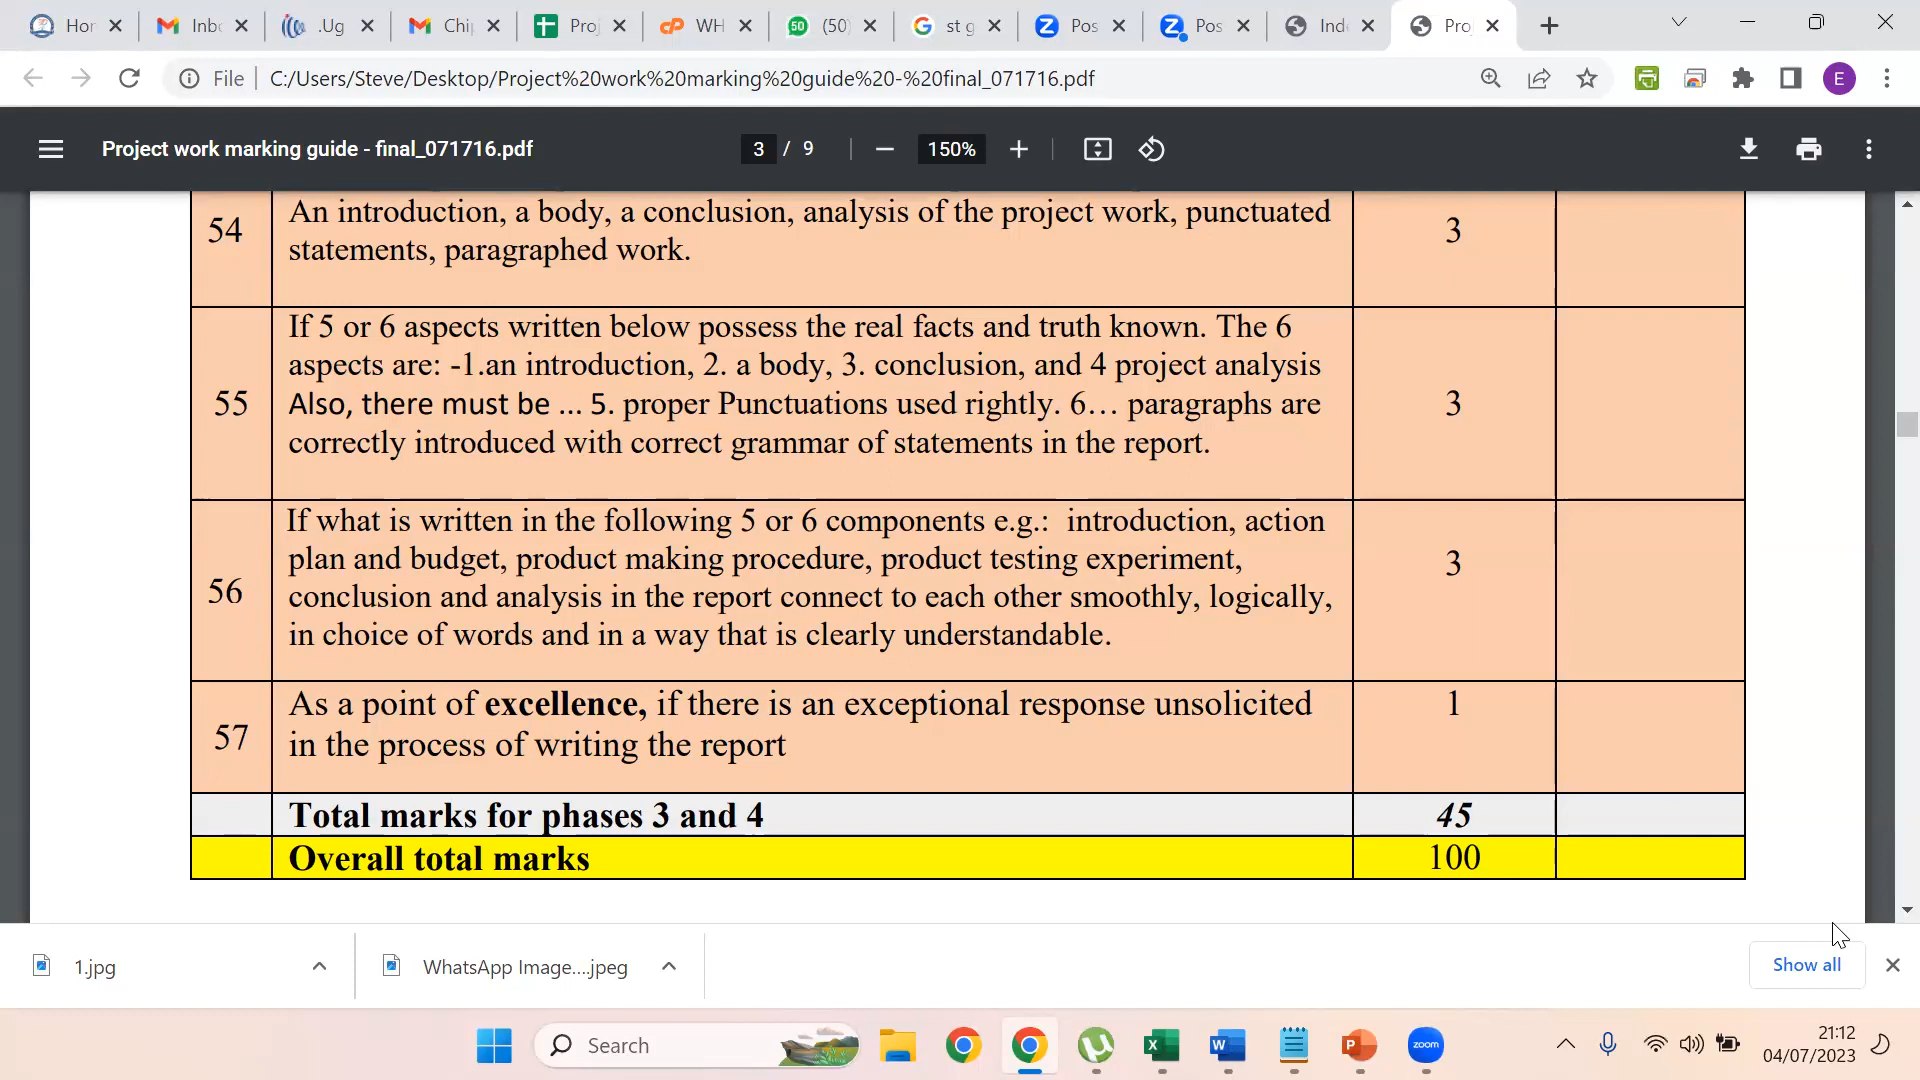 Hor
Inbo
.Ug
Chi
Proj
WH
50
(50)
st g
Pos
Pos
Ind
Pro
File
C:/Users/Steve/Desktop/Project%20work%20marking%20guide%20-%20final_071716.pdf
E
Project work marking guide - final_071716.pdf
3 / 9
150%
54
An introduction, a body, a conclusion, analysis of the project work, punctuated
statements, paragraphed work.
3
55
If 5 or 6 aspects written below possess the real facts and truth known. The 6
aspects are: -1.an introduction, 2. a body, 3. conclusion, and 4 project analysis
Also, there must be ... 5. proper Punctuations used rightly. 6… paragraphs are
correctly introduced with correct grammar of statements in the report.
3
56
If what is written in the following 5 or 6 components e.g.: introduction, action
plan and budget, product making procedure, product testing experiment,
conclusion and analysis in the report connect to each other smoothly, logically,
in choice of words and in a way that is clearly understandable.
3
57
As a point of excellence, if there is an exceptional response unsolicited
in the process of writing the report
1
Total marks for phases 3 and 4
45
Overall total marks
100
1.jpg
WhatsApp Image....jpeg
Show all
Search
zoom
21:12
04/07/2023